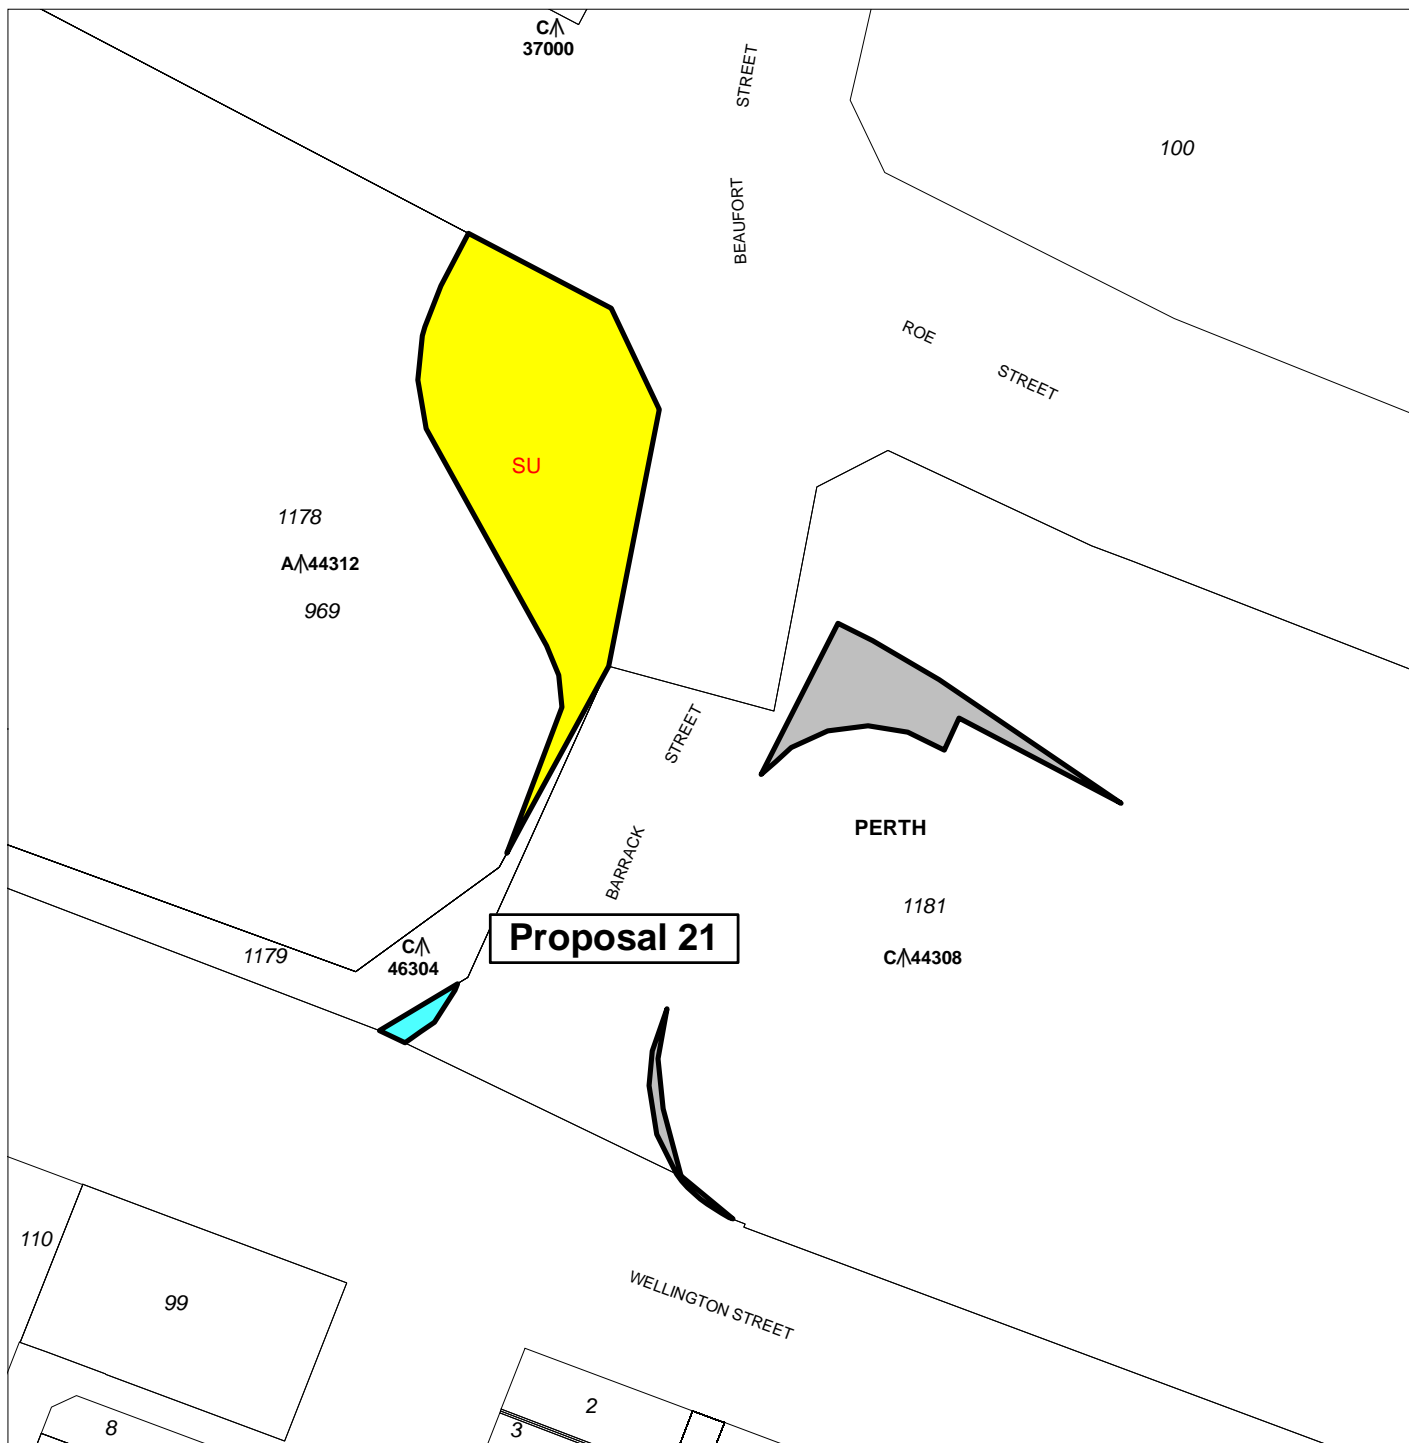 C
37000
STREET
BEAUFORT
100
ROE
STREET
SU
1178
A 44312
969
STREET
BARRACK
PERTH
1181
C 44308
Proposal 21
1179
C
46304
110
99
WELLINGTON STREET
2
3
8